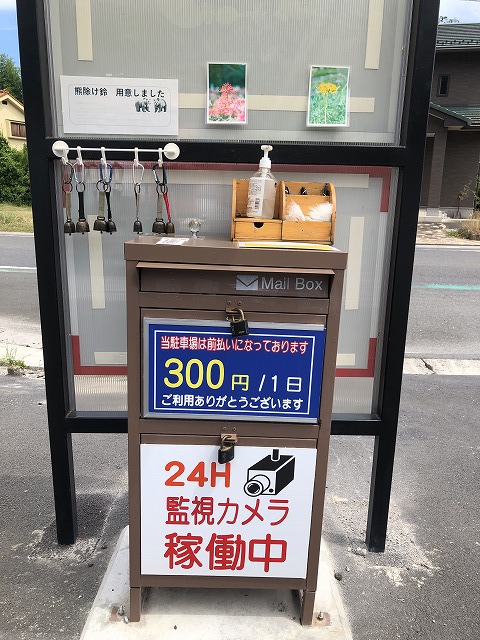 熊除け鈴 用意しました
Mail Box
当駐車場は前払いになっております
300円/1日
ご利用ありがとうございます
24H
監視カメラ
稼働中